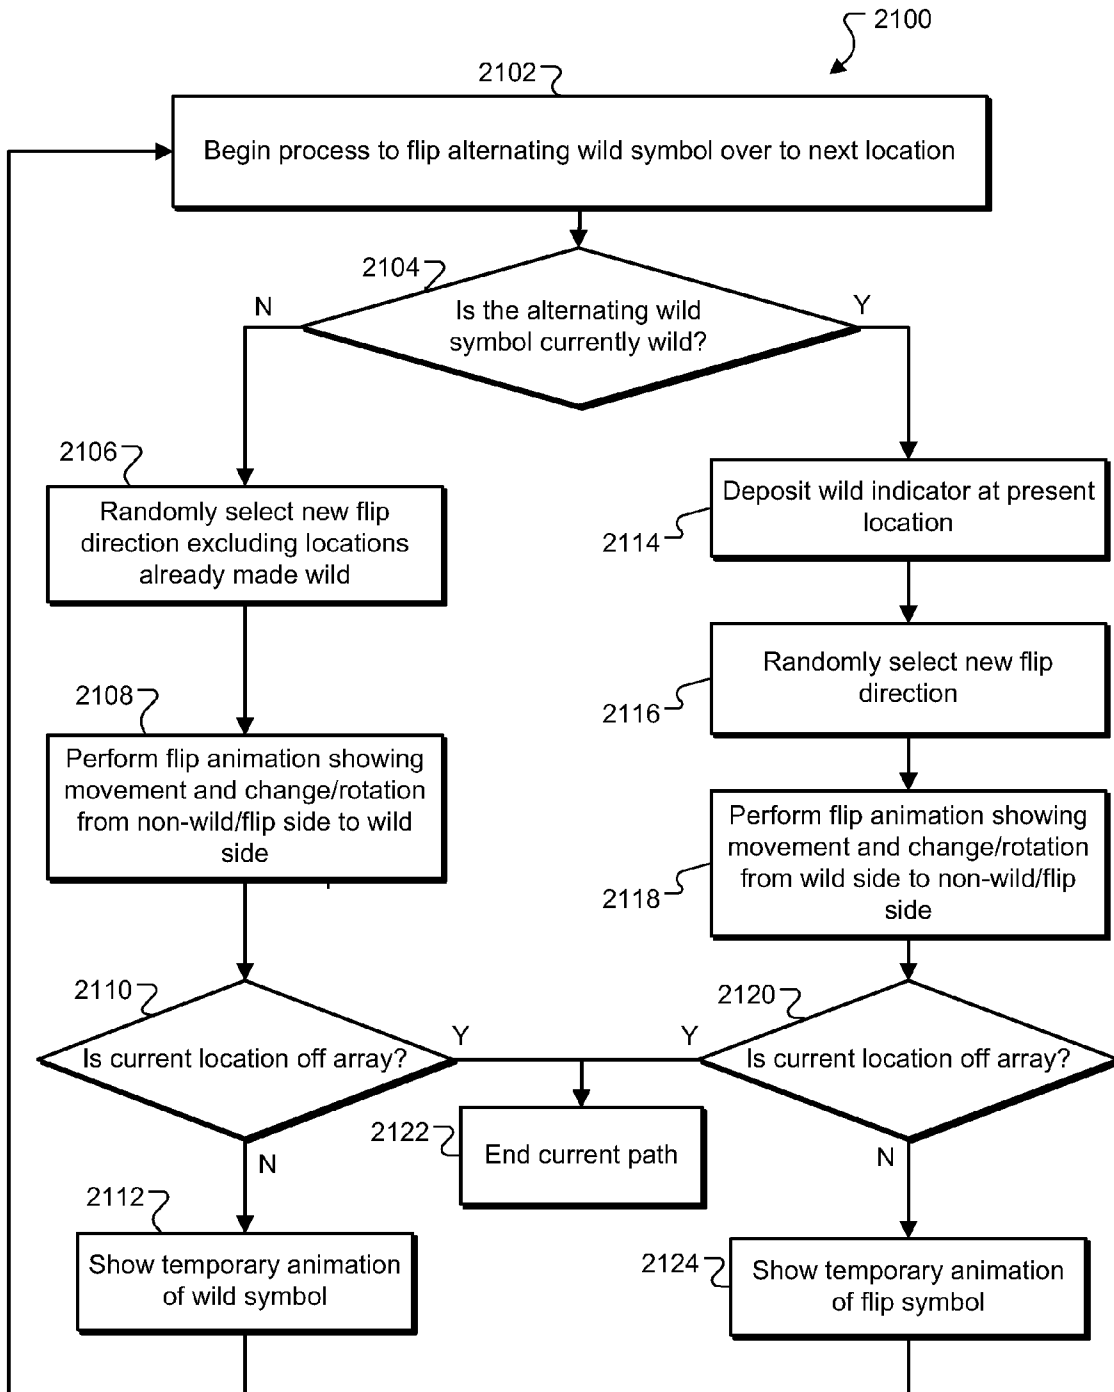 2100
2102
Begin process to flip alternating wild symbol over to next location
2104
N
Y
Is the alternating wild
symbol currently wild?
2106
Randomly select new flip
direction excluding locations
already made wild
Deposit wild indicator at present
location
2114
Randomly select new flip
direction
2116
2108
Perform flip animation showing
movement and change/rotation
from non-wild/flip side to wild
side
Perform flip animation showing
movement and change/rotation
from wild side to non-wild/flip
side
2118
2110
Is current location off array?
Y
Y
2120
Is current location off array?
2122
End current path
N
N
2112
Show temporary animation
of wild symbol
2124
Show temporary animation
of flip symbol